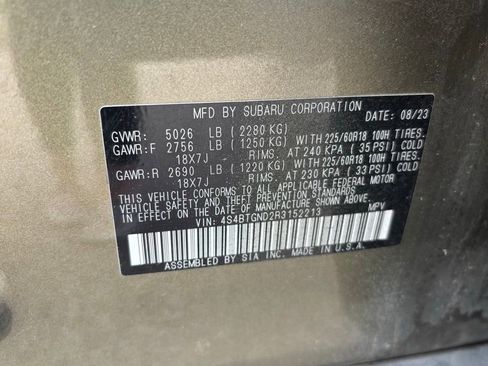 MFD BY SUBARU CORPORATION DATE: 08/23
GVWR: 5026 LB (2280 KG)
GAWR:F 2756 LB (1250 KG) WITH 225/60R18 100H TIRES.
18X7J RIMS. AT 240 KPA (35 PSI) COLD
GAWR:R 2690 LB (1220 KG) WITH 225/60R18 100H TIRES.
18X7J RIMS. AT 230 KPA (33 PSI) COLD
THIS VEHICLE CONFORMS TO ALL APPLICABLE FEDERAL MOTOR
VEHICLE SAFETY AND THEFT PREVENTION STANDARDS IN EFFECT
ON THE DATE OF MANUFACTURE SHOWN ABOVE.
VIN: 4S4BTGND2R3152213 MPV
ASSEMBLED BY SIA INC. MADE IN U.S.A.